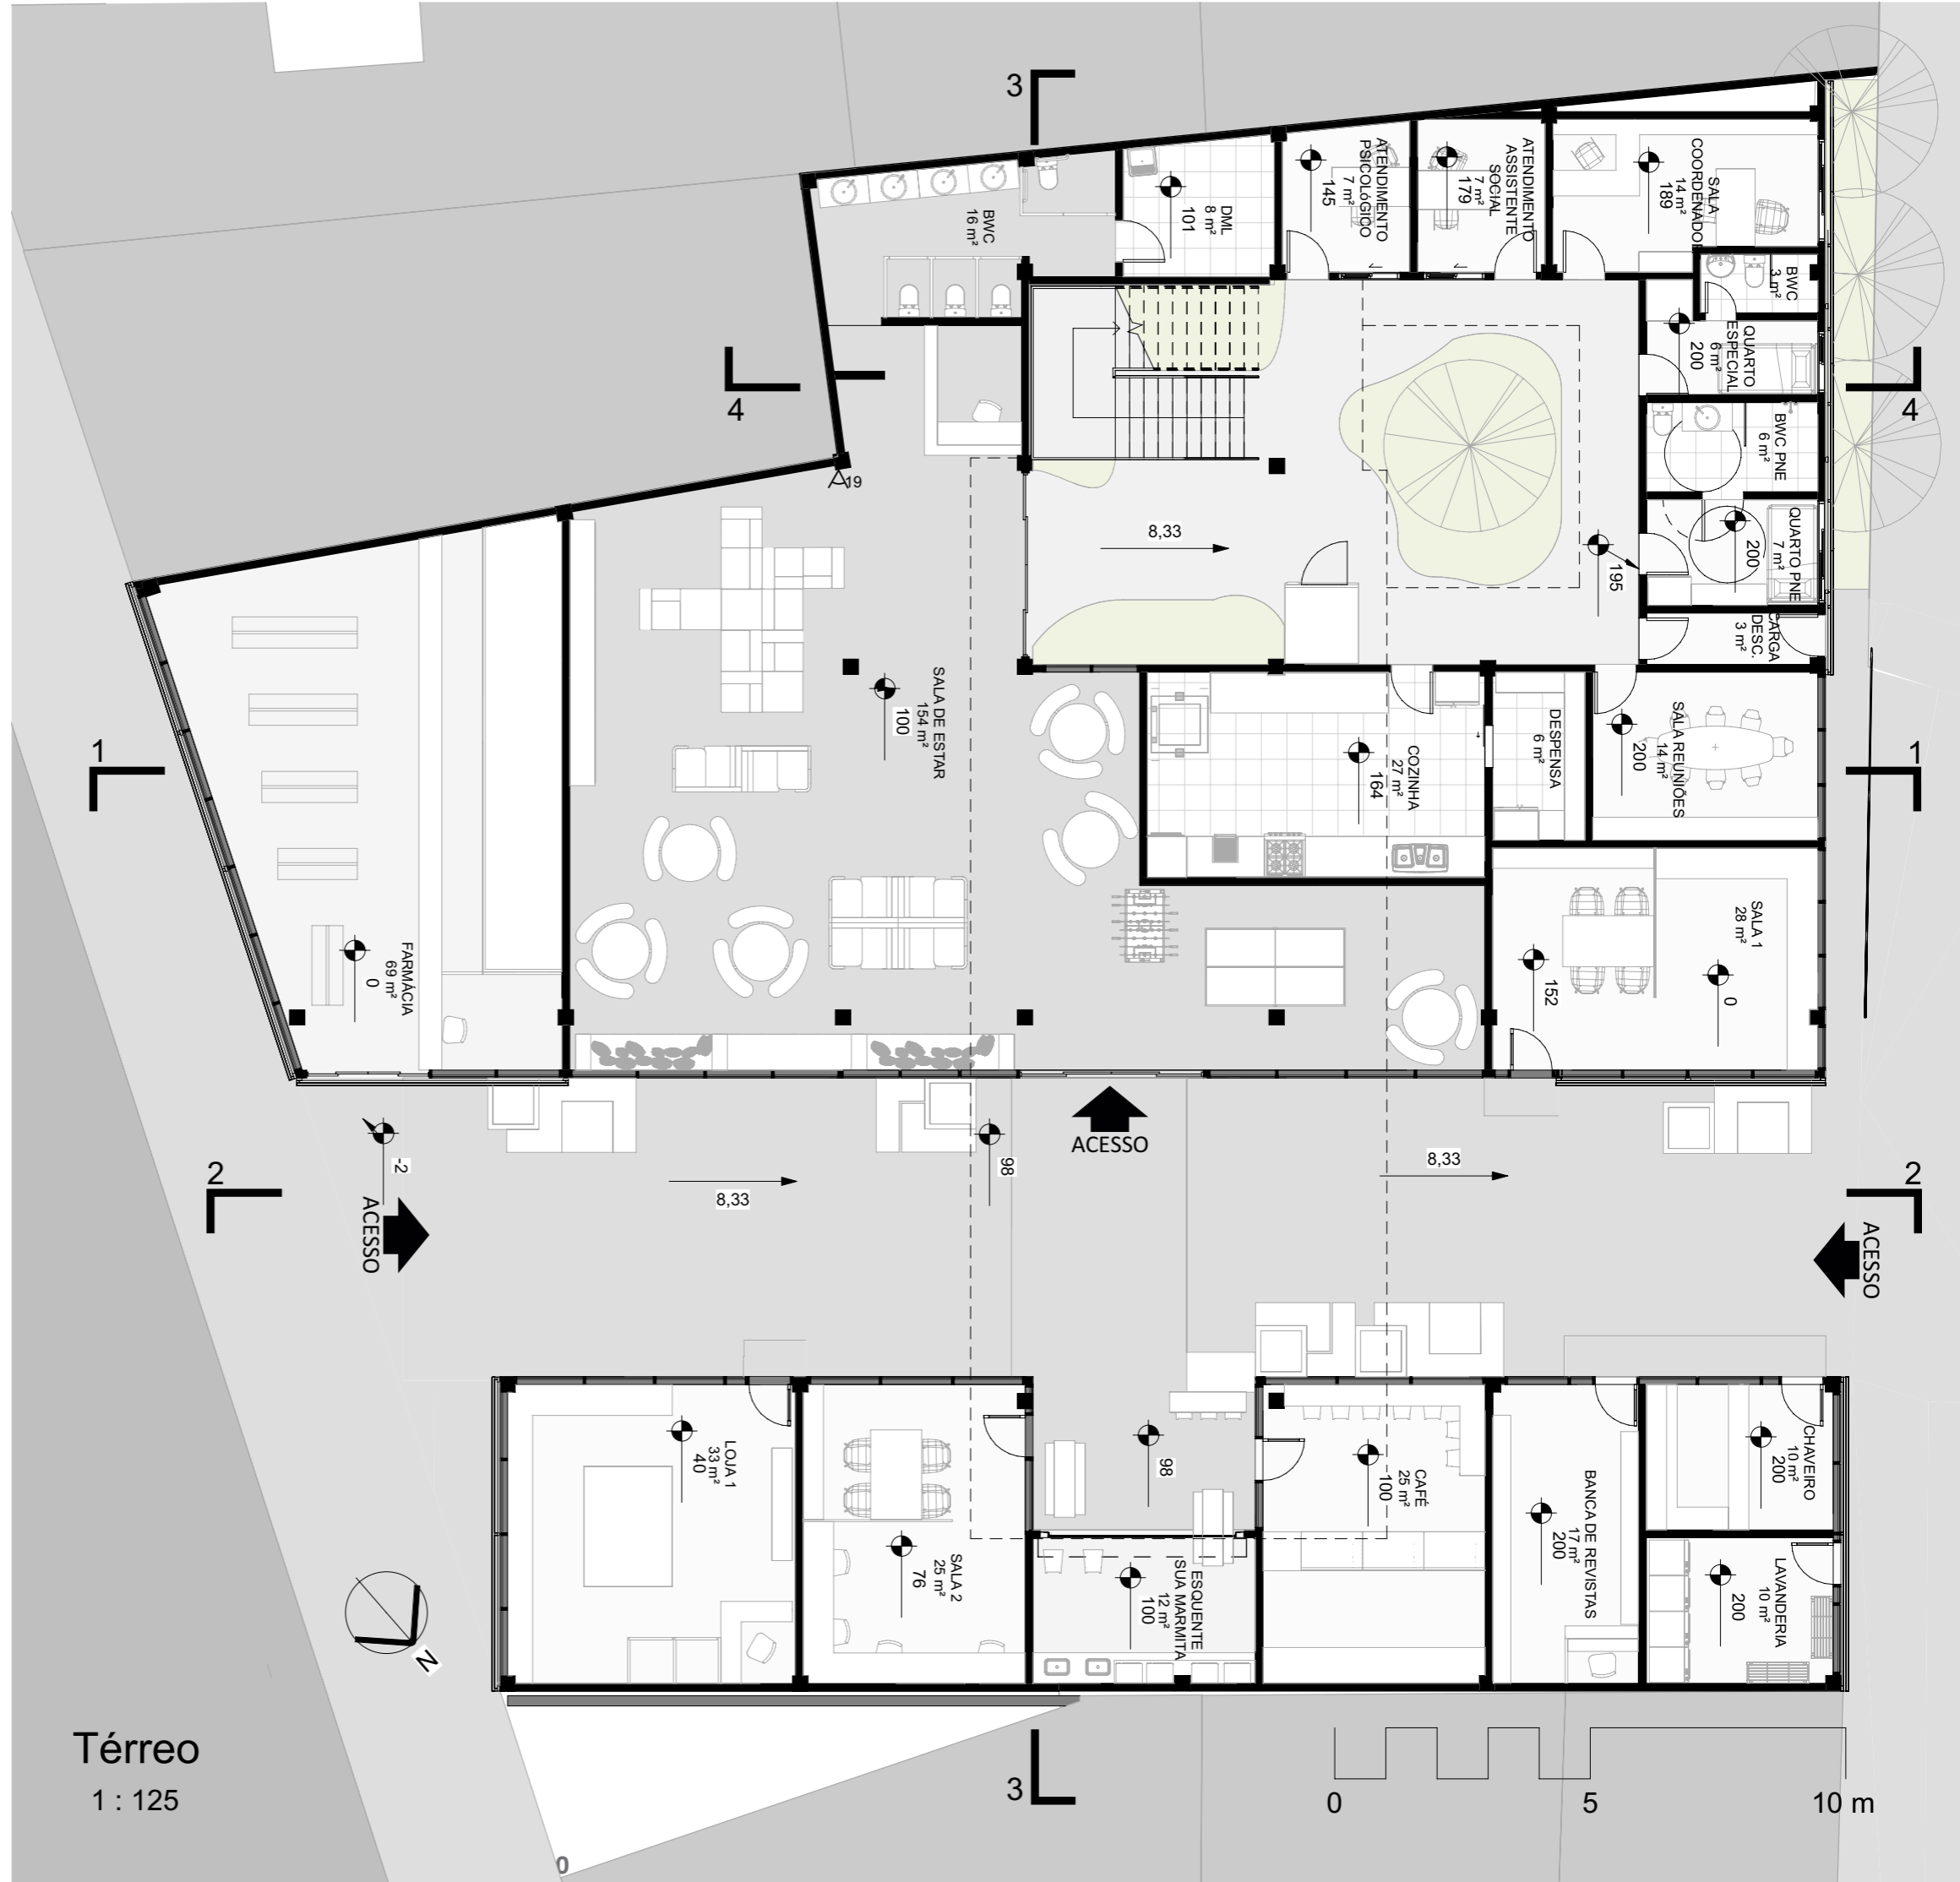 3
BWC
16 m²
DML
8 m²
101
ATENDIMENTO
PSICOLóGICO
7 m²
145
ATENDIMENTO
ASSISTENTE
SOCIAL
7 m²
179
SALA
COORDENADOR
14 m²
189
BWC
3 m²
QUARTO
ESPECIAL
6 m²
200
4
4
BWC PNE
6 m²
19
QUARTO PNE
7 m²
200
8,33
195
CARGA
DESC.
3 m²
SALA DE ESTAR
154 m²
100
1
1
COZINHA
27 m²
164
DESPENSA
6 m²
SALA REUNIÕES
14 m²
200
FARMÁCIA
69 m²
0
SALA 1
28 m²
152
0
-2
98
ACESSO
8,33
8,33
2
2
ACESSO
ACESSO
LOJA 1
33 m²
40
SALA 2
25 m²
76
98
ESQUENTE
SUA MARMITA
12 m²
100
CAFÉ
25 m²
100
BANCA DE REVISTAS
17 m²
200
CHAVEIRO
10 m²
200
LAVANDERIA
10 m²
200
N
Térreo
1 : 125
3
0
5
10 m
0